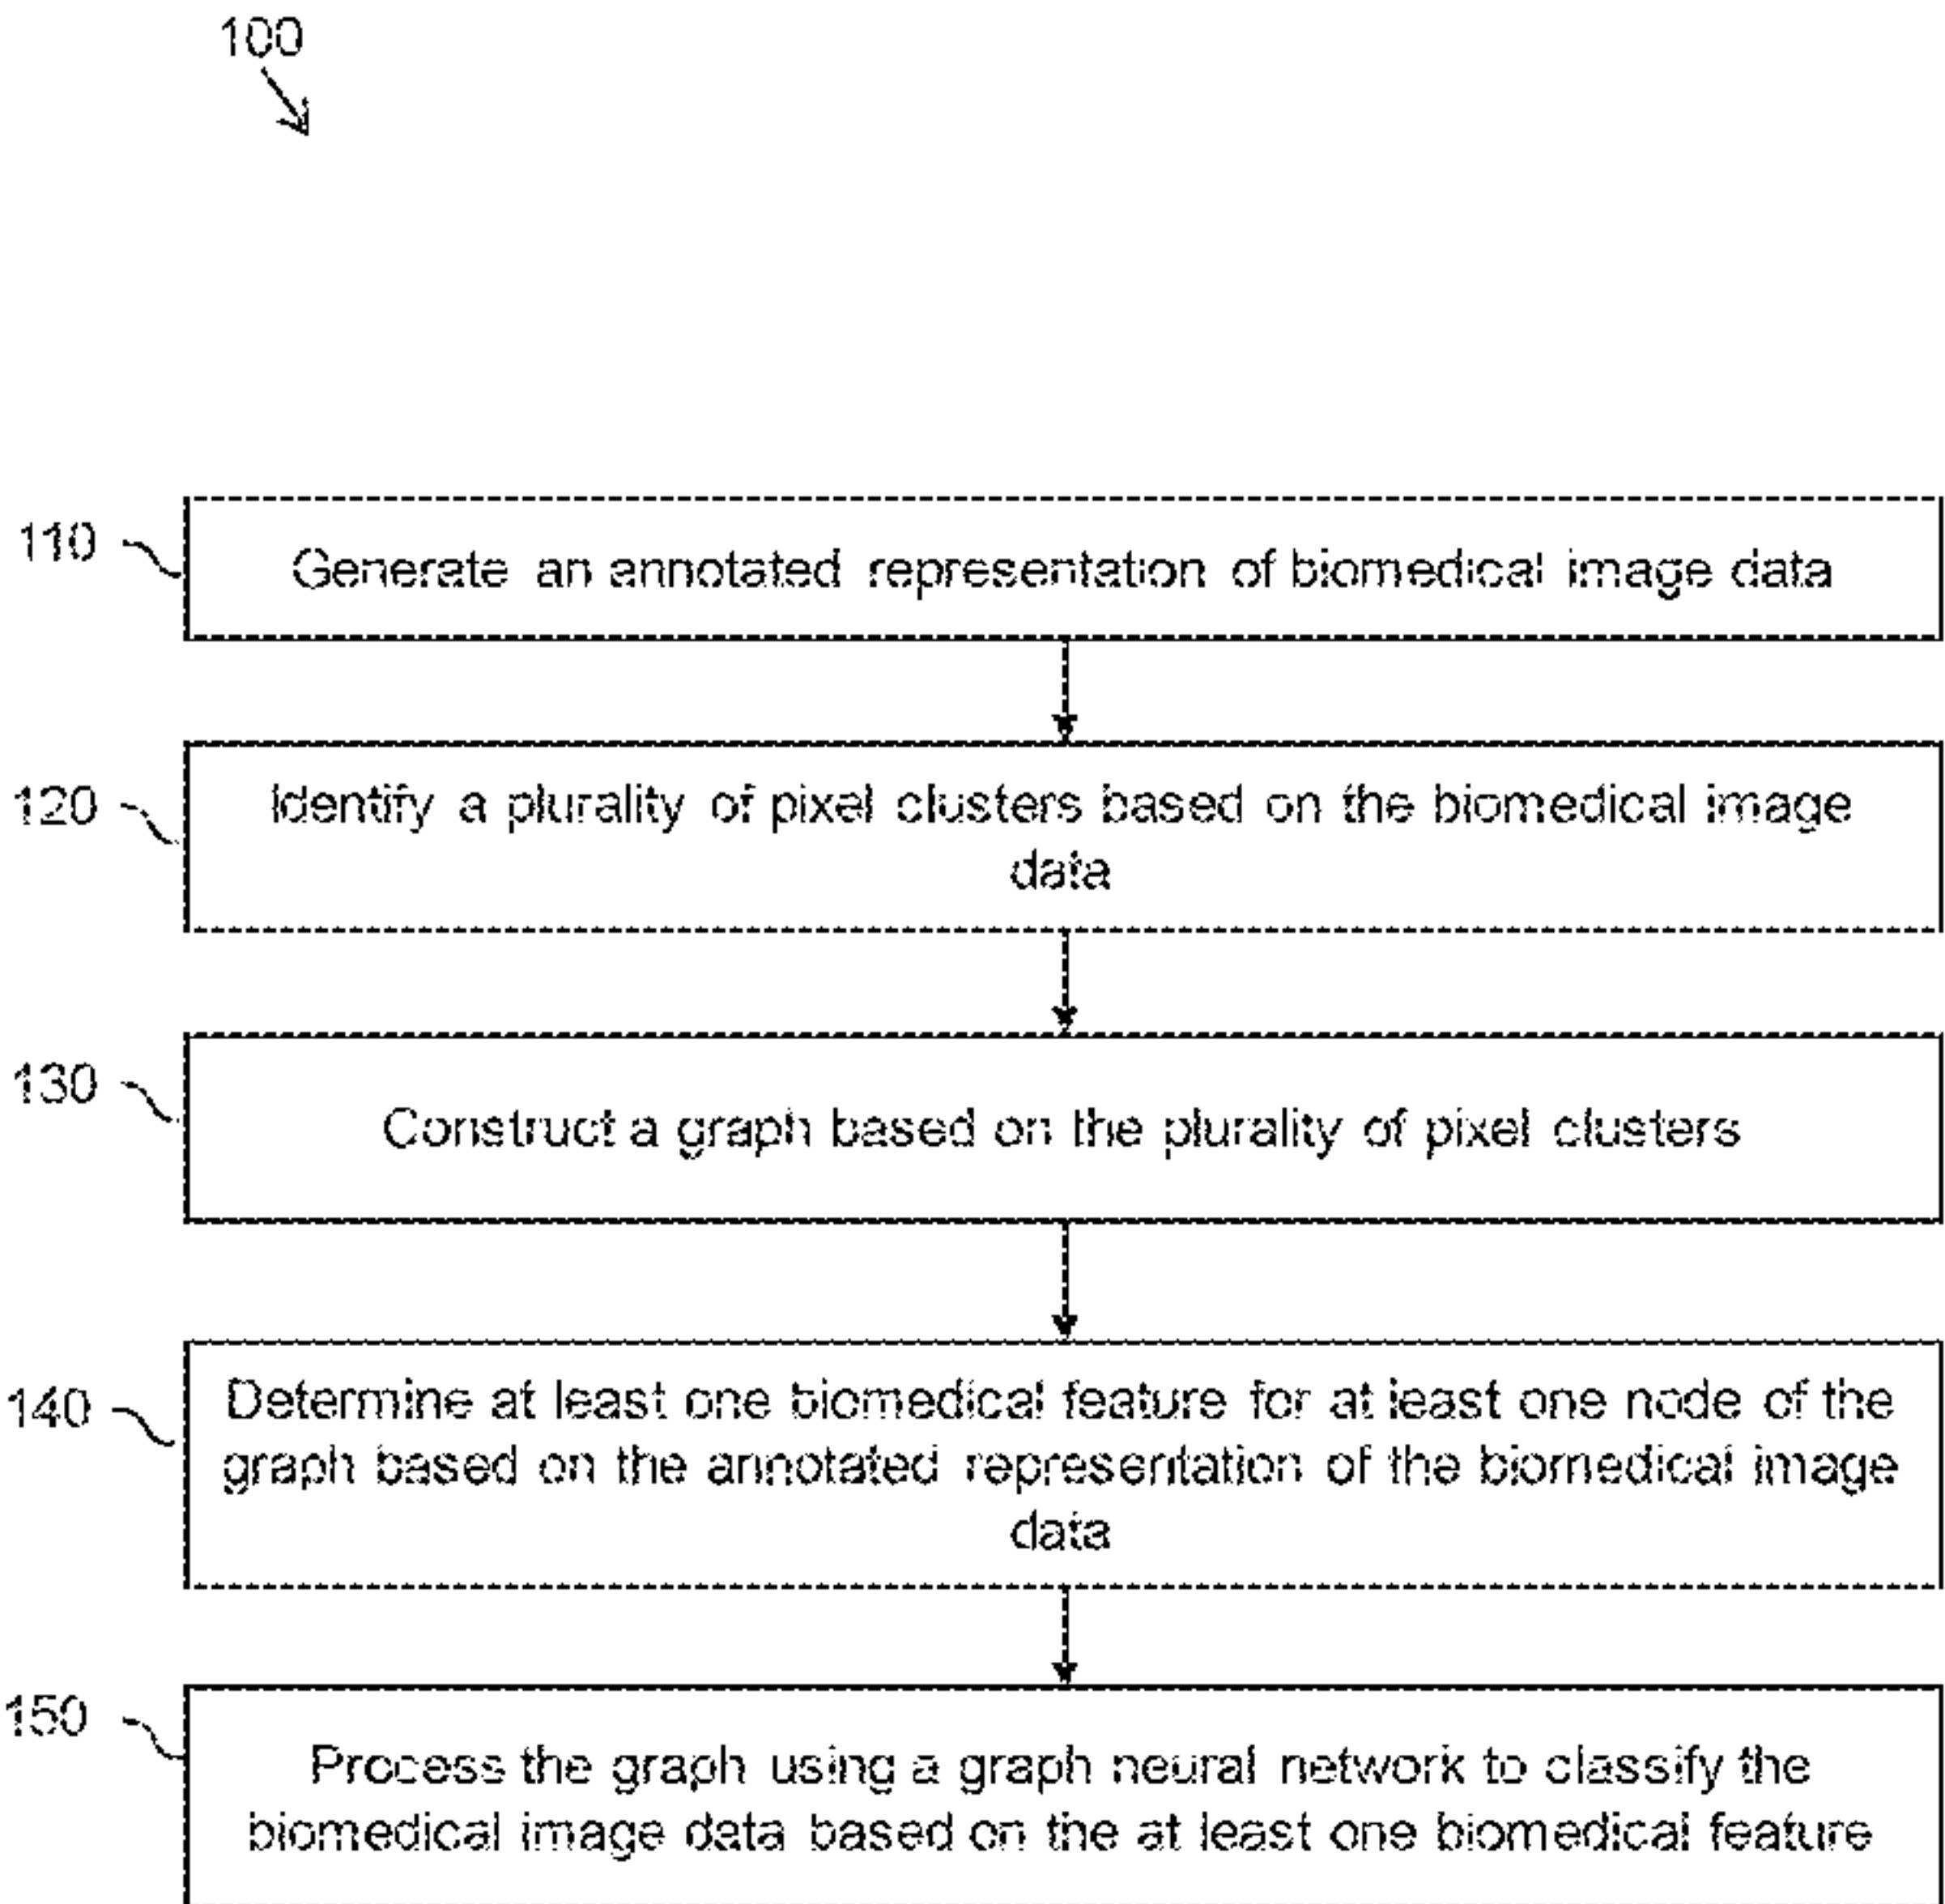 100
110
Generate an annotated representation of biomedical image data
120
Identify a plurality of pixel clusters based on the biomedical image
data
130
Construct a graph based on the plurality of pixel clusters
140
Determine at least one biomedical feature for at least one node of the
graph based on the annotated representation of the biomedical image
data
150
Process the graph using a graph neural network to classify the
biomedical image data based on the at least one biomedical feature